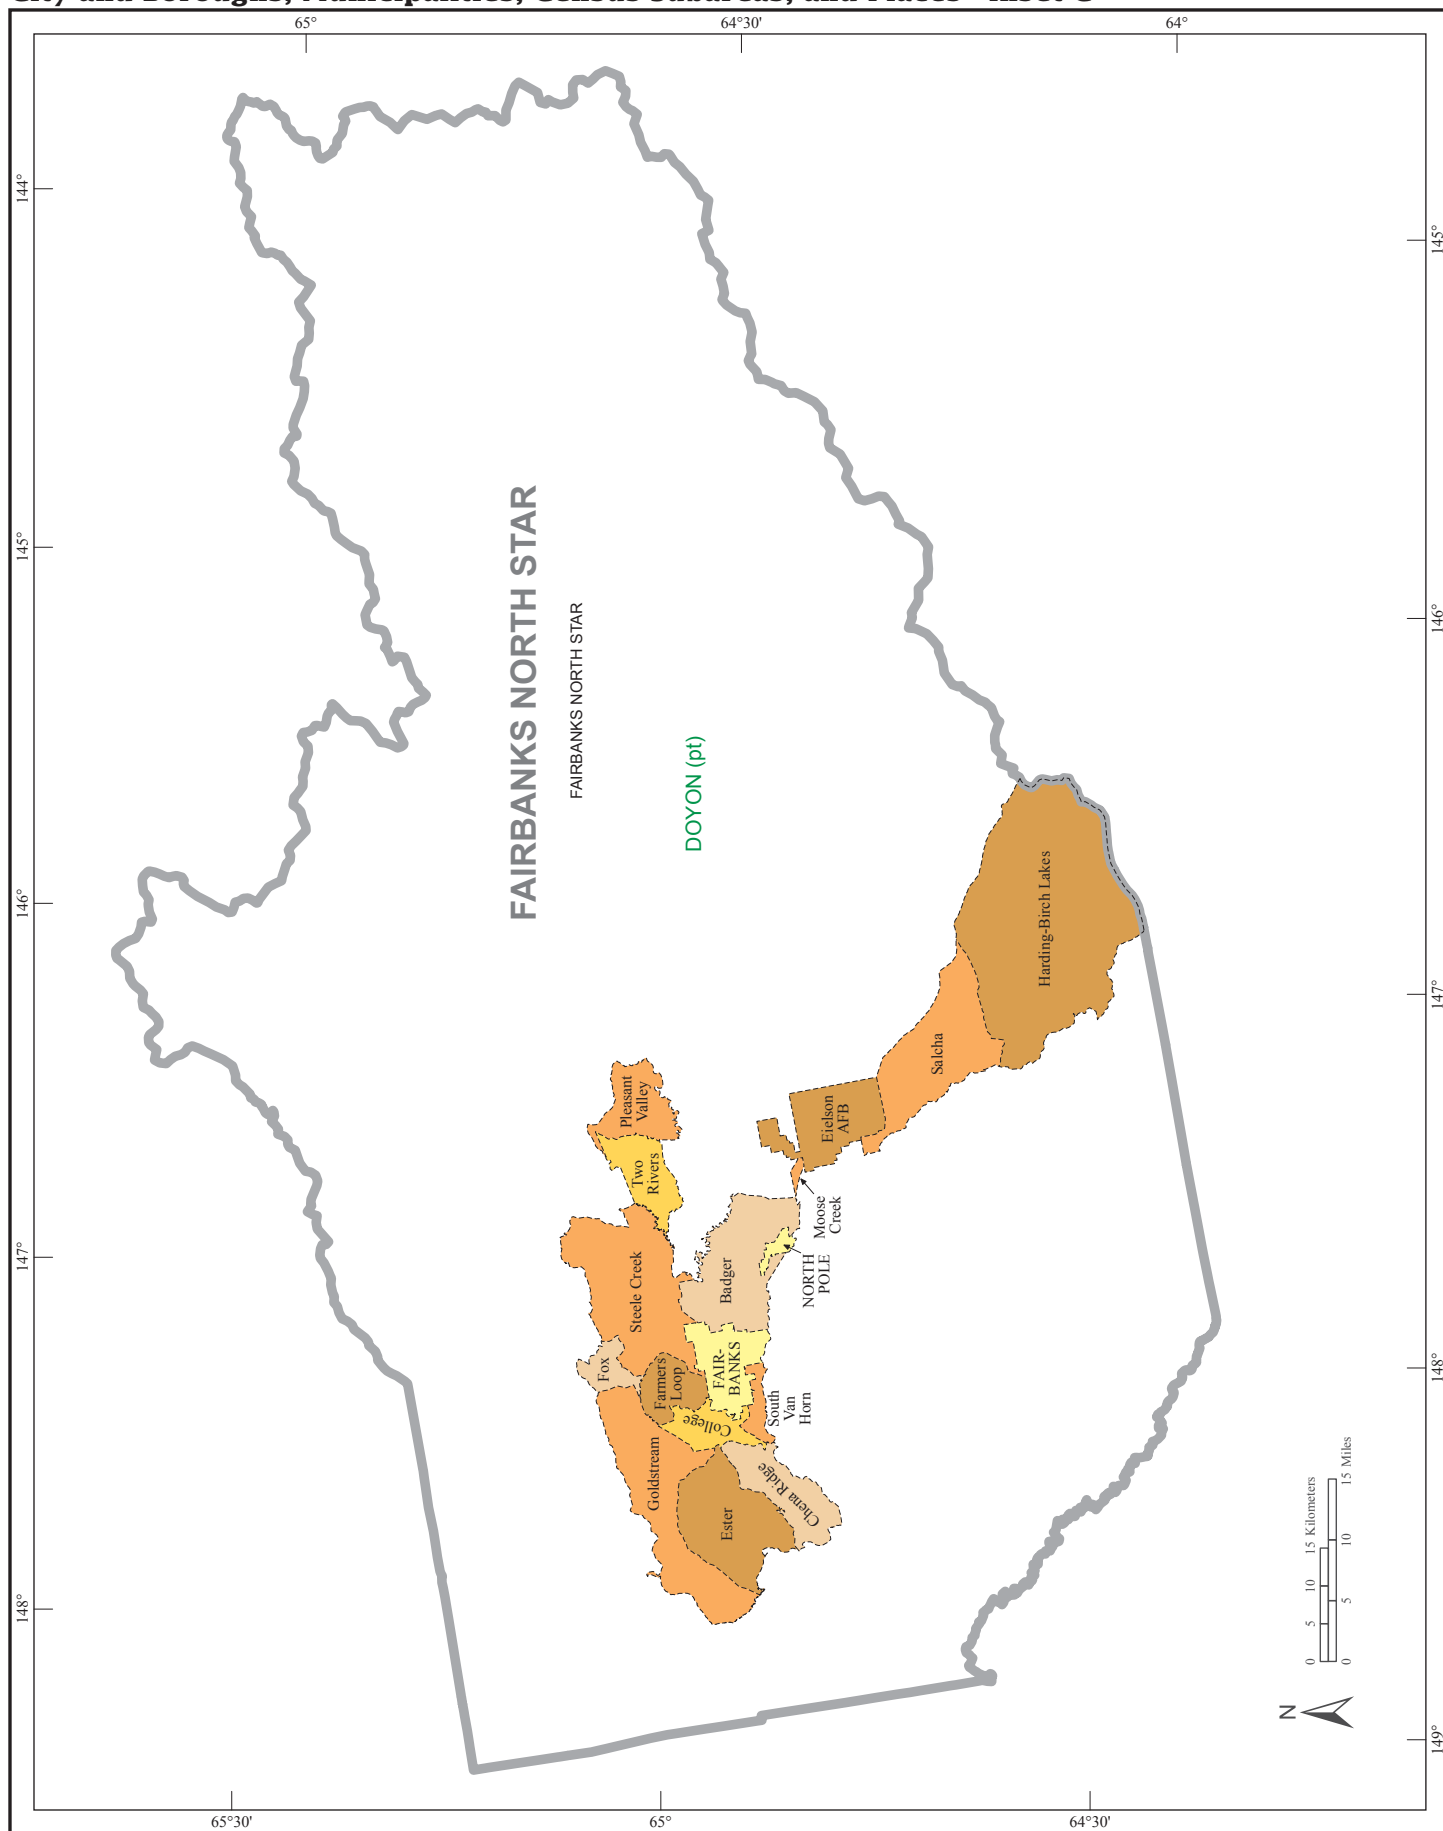 City and Boroughs, Municipalities, Census Subareas, and Places—Inset
148°
147°
146°
145°
144°
65°30'
65°
65°
64°30'
64°30'
64°
FAIRBANKS NORTH STAR
FAIRBANKS NORTH STAR
DOYON (pt)
Fox
Pleasant
Valley
Two
Rivers
Steele Creek
Goldstream
Farmers
Loop
College
FAIR-
BANKS
Badger
Ester
Chena Ridge
South
Van
Horn
NORTH
POLE
Moose
Creek
Eielson
AFB
Salcha
Harding-Birch Lakes
N
0 5 10 15 Kilometers
0 5 10 15 Miles
149°
148°
147°
146°
145°